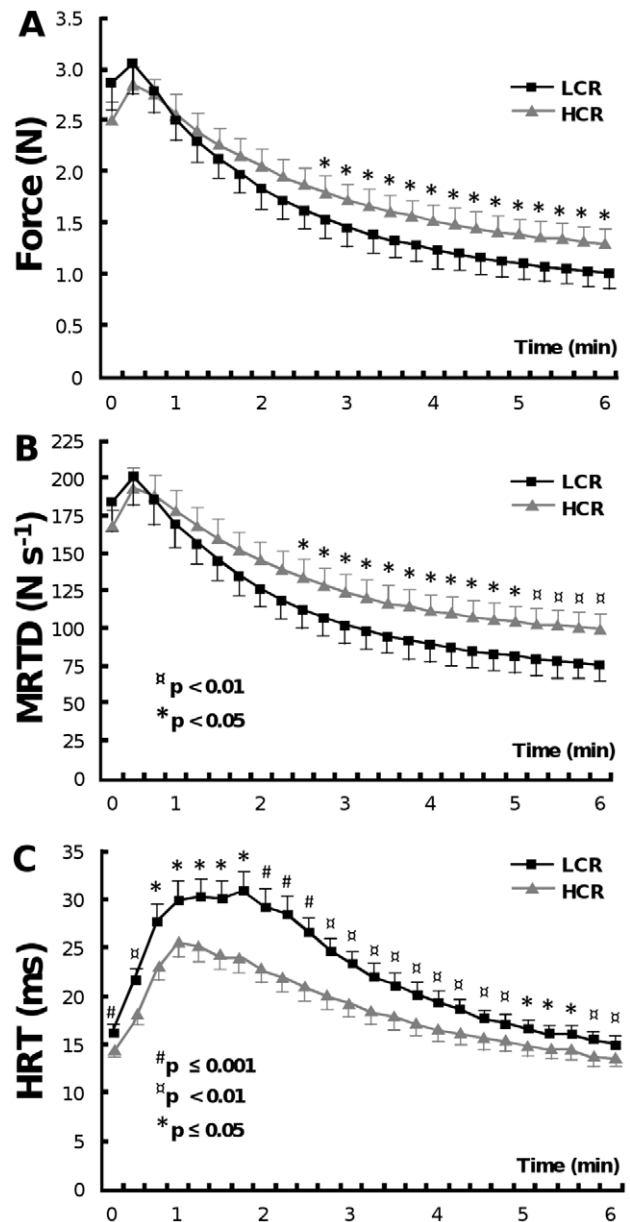 A
Force (N)
3.5
3.0
2.5
2.0
1.5
1.0
0.5
0
LCR
HCR
* * * * * * * * * * * * * *
Time (min)
0 1 2 3 4 5 6
B
MRTD (N s-1)
225
200
175
150
125
100
75
50
25
0
LCR
HCR
* * * * * * * * * * * ¤ ¤ ¤ ¤
¤ p < 0.01
* p < 0.05
Time (min)
0 1 2 3 4 5 6
C
HRT (ms)
35
30
25
20
15
10
5
0
LCR
HCR
# ¤ * * * * * # # # ¤ ¤ ¤ ¤ ¤ ¤ ¤ ¤ ¤ * * * ¤ ¤
# p ≤ 0.001
¤ p < 0.01
* p ≤ 0.05
Time (min)
0 1 2 3 4 5 6